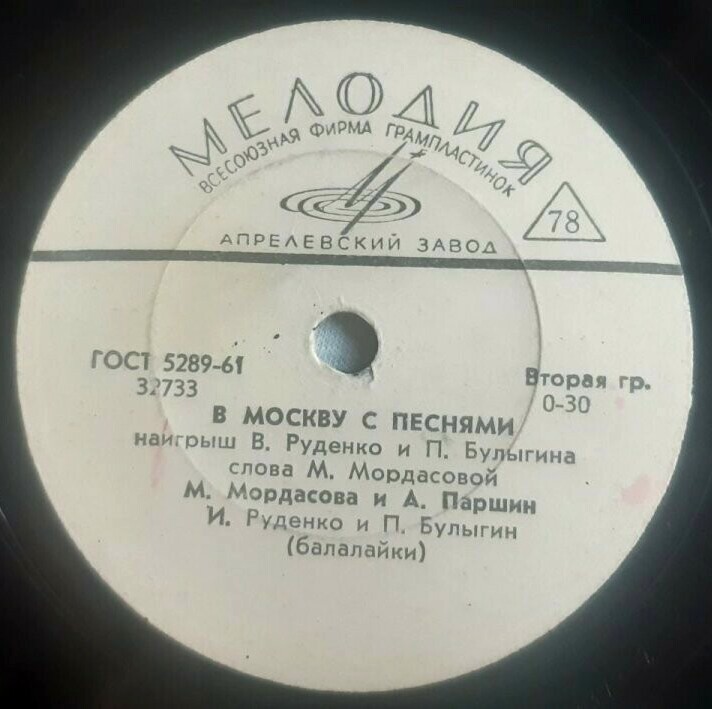 МЕЛОДИЯ
ВСЕСОЮЗНАЯ ФИРМА ГРАМПЛАСТИНОК
78
АПРЕЛЕВСКИЙ ЗАВОД
ГОСТ 5289-61
32733
Вторая гр.
0-30
В МОСКВУ С ПЕСНЯМИ
наигрыш В. Руденко и П. Булыгина
слова М. Мордасовой
М. Мордасова и А. Паршин
И. Руденко и П. Булыгин
(балалайки)